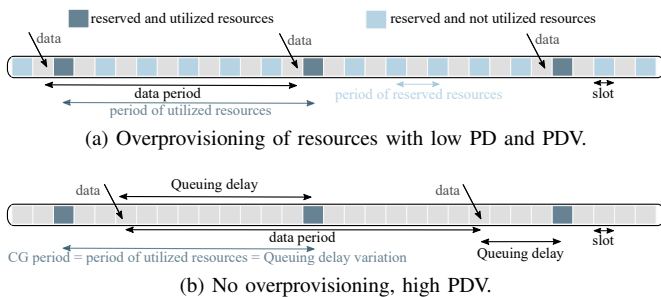 reserved and utilized resources
reserved and not utilized resources
data
data
data
data period
period of utilized resources
period of reserved resources
slot
(a) Overprovisioning of resources with low PD and PDV.
Queuing delay
data
data
data period
CG period = period of utilized resources = Queuing delay variation
Queuing delay
slot
(b) No overprovisioning, high PDV.